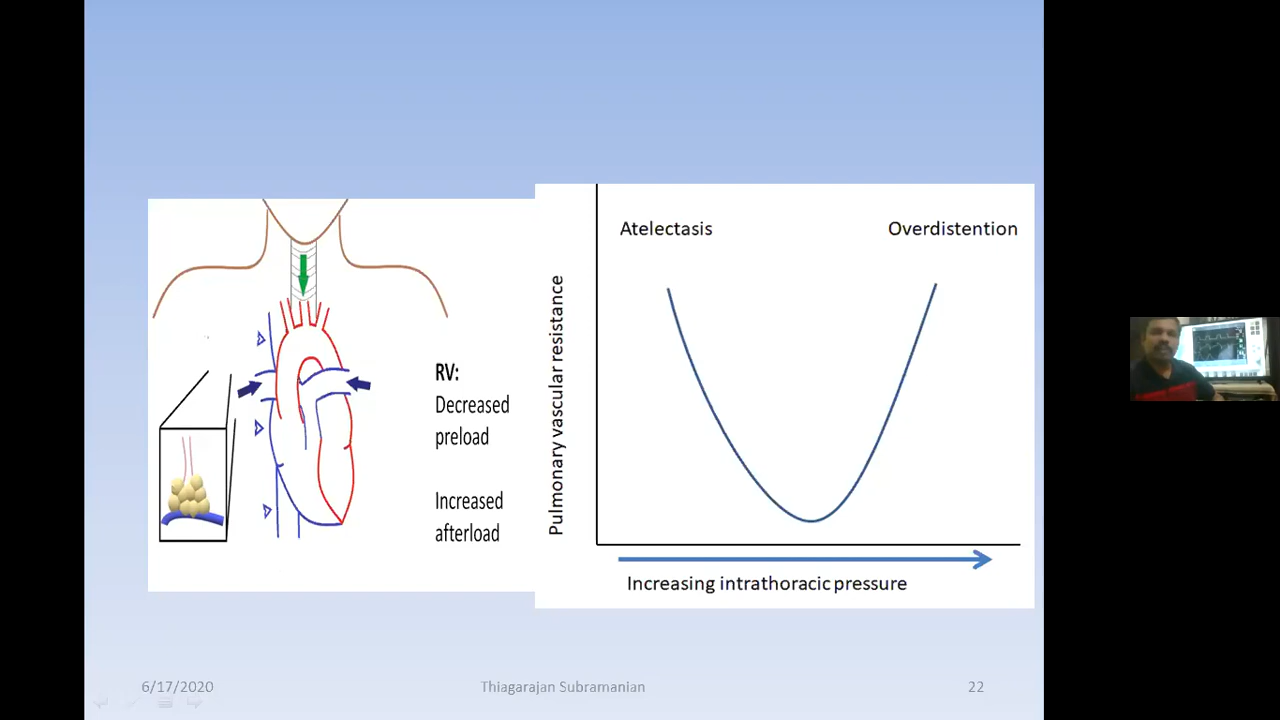 RV:
Decreased
preload
Increased
afterload
Pulmonary vascular resistance
Atelectasis
Overdistention
Increasing intrathoracic pressure
6/17/2020
Thiagarajan Subramanian
22